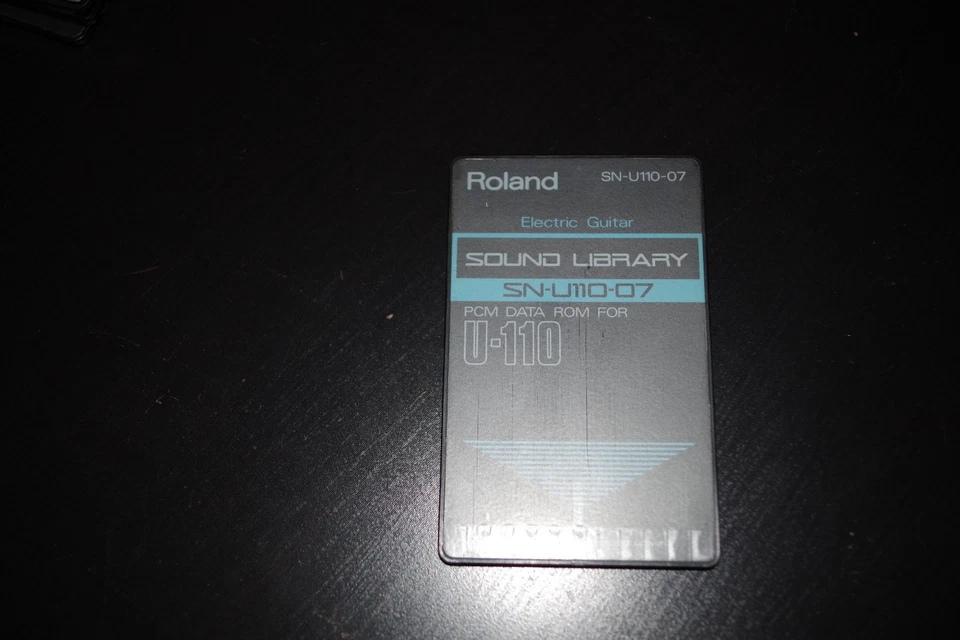 Roland SN-U110-07
Electric Guitar
SOUND LIBRARY
SN-U110-07
PCM DATA ROM FOR
U-110